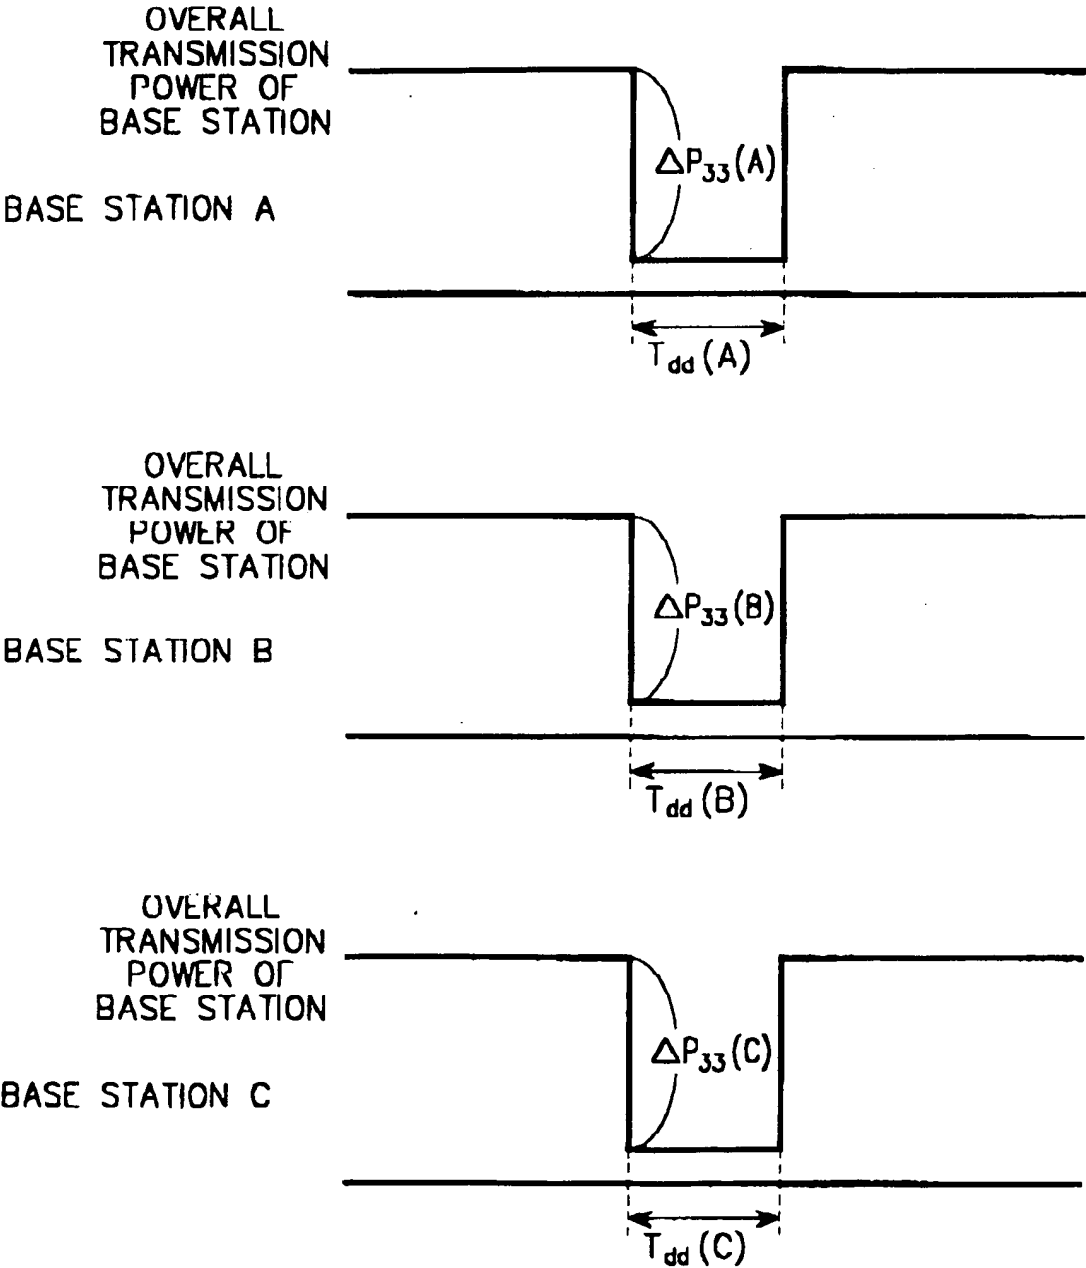 OVERALL
TRANSMISSION
POWER OF
BASE STATION
ΔP33(A)
BASE STATION A
Tdd(A)
OVERALL
TRANSMISSION
POWER OF
BASE STATION
ΔP33(B)
BASE STATION B
Tdd(B)
OVERALL
TRANSMISSION
POWER OF
BASE STATION
ΔP33(C)
BASE STATION C
Tdd(C)